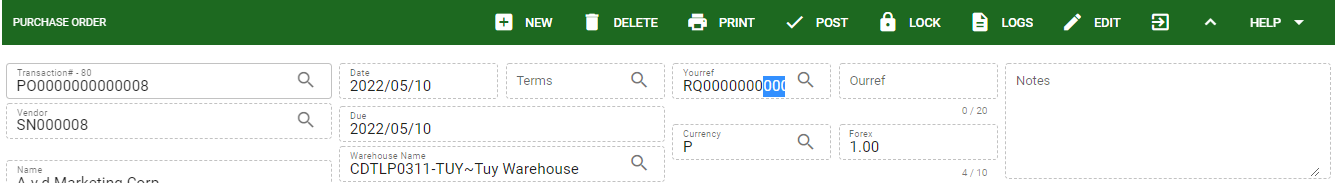 PURCHASE ORDER
NEW
DELETE
PRINT
POST
LOCK
LOGS
EDIT
HELP
Transaction# - 80
PO0000000000008
Date
2022/05/10
Terms
Yourref
RQ0000000000
Ourref
0 / 20
Notes
Vendor
SN000008
Due
2022/05/10
Currency
P
Forex
1.00
4 / 10
Warehouse Name
CDTLP0311-TUY~Tuy Warehouse
Name
A y d Marketing Corp